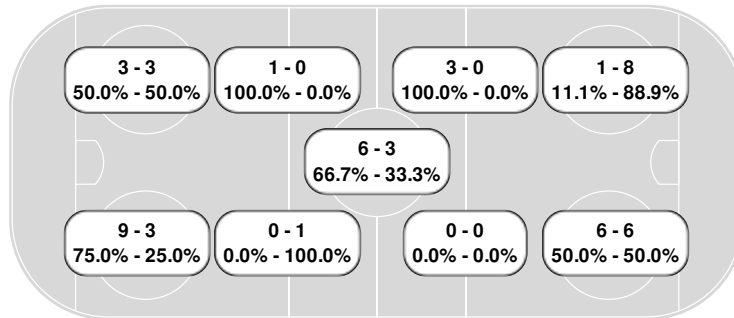 3 - 3
50.0% - 50.0%
1 - 0
100.0% - 0.0%
3 - 0
100.0% - 0.0%
1 - 8
11.1% - 88.9%
6 - 3
66.7% - 33.3%
9 - 3
75.0% - 25.0%
0 - 1
0.0% - 100.0%
0 - 0
0.0% - 0.0%
6 - 6
50.0% - 50.0%